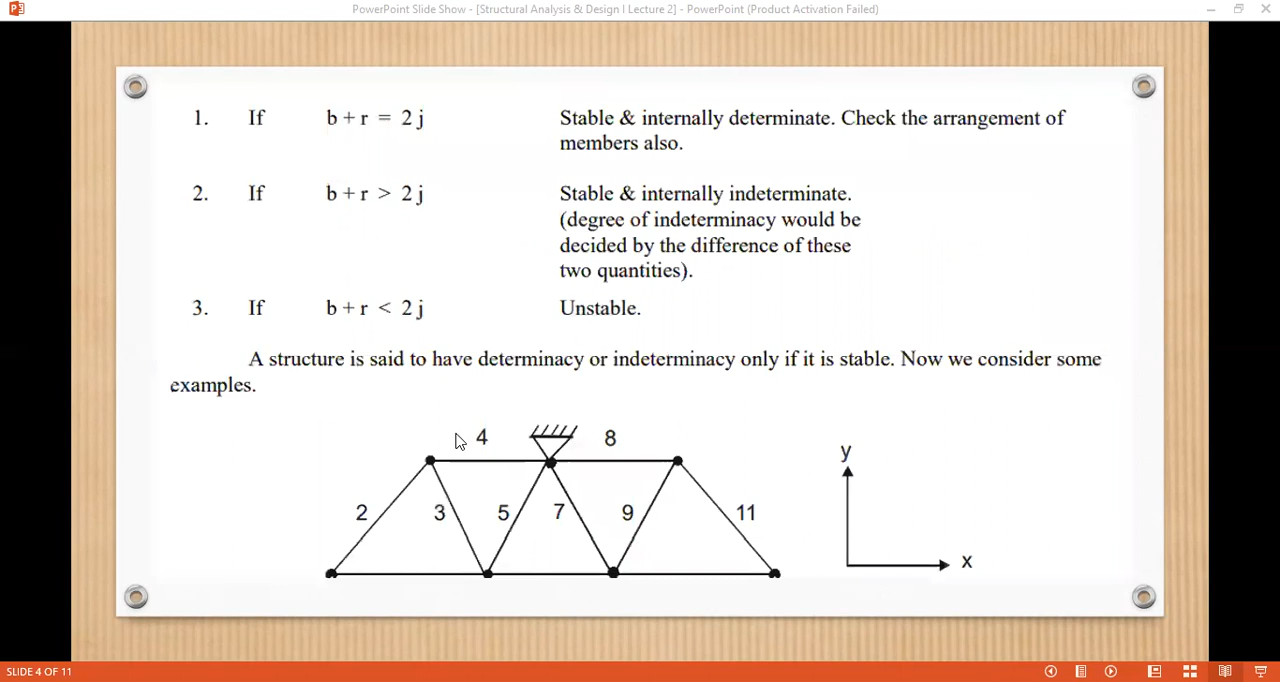 PowerPoint Slide Show - [Structural Analysis & Design I Lecture 2] - PowerPoint (Product Activation Failed)
1. If b + r = 2 j Stable & internally determinate. Check the arrangement of
members also.
2. If b + r > 2 j Stable & internally indeterminate.
(degree of indeterminacy would be
decided by the difference of these
two quantities).
3. If b + r < 2 j Unstable.
A structure is said to have determinacy or indeterminacy only if it is stable. Now we consider some
examples.
4 8
y
2 3 5 7 9 11
x
SLIDE 4 OF 11